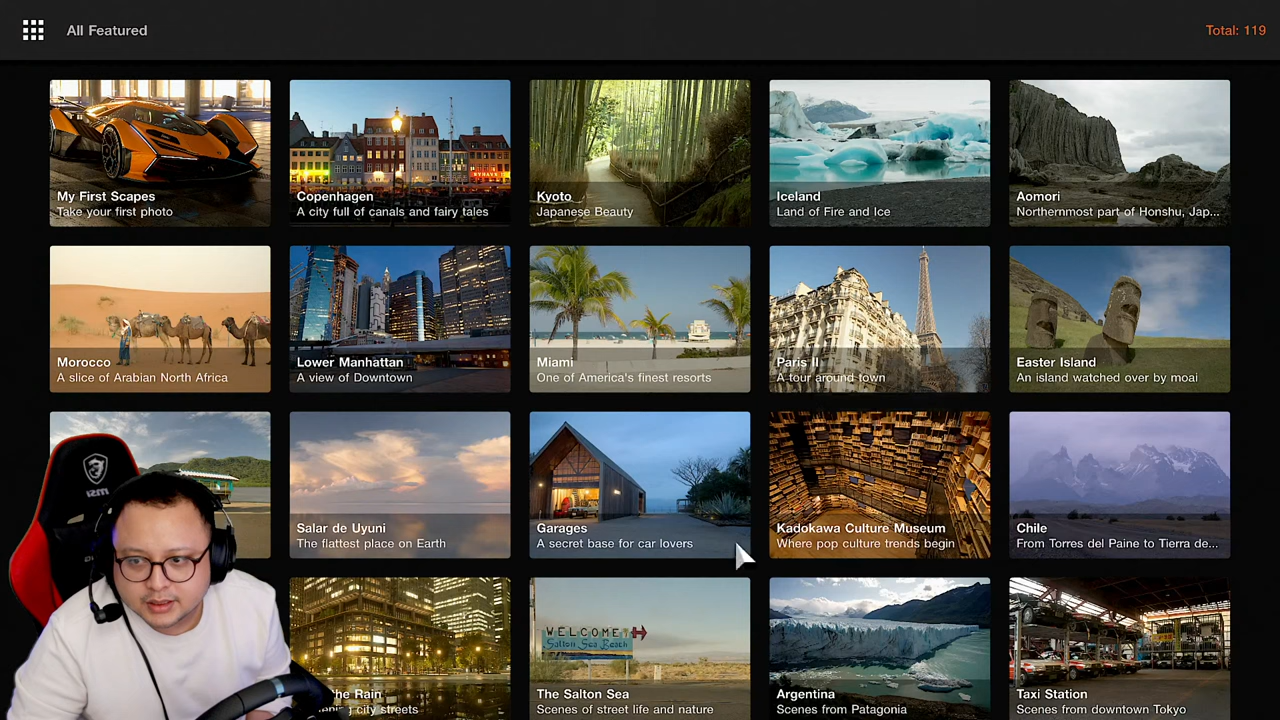 All Featured
Total: 119
My First Scapes
Take your first photo
Copenhagen
A city full of canals and fairy tales
Kyoto
Japanese Beauty
Iceland
Land of Fire and Ice
Aomori
Northernmost part of Honshu, Jap...
Morocco
A slice of Arabian North Africa
Lower Manhattan
A view of Downtown
Miami
One of America's finest resorts
Paris II
A tour around town
Easter Island
An island watched over by moai
Salar de Uyuni
The flattest place on Earth
Garages
A secret base for car lovers
Kadokawa Culture Museum
Where pop culture trends begin
Chile
From Torres del Paine to Tierra de...
the Rain
city streets
WELCOME
Salton Sea Beach
The Salton Sea
Scenes of street life and nature
Argentina
Scenes from Patagonia
Taxi Station
Scenes from downtown Tokyo
msi